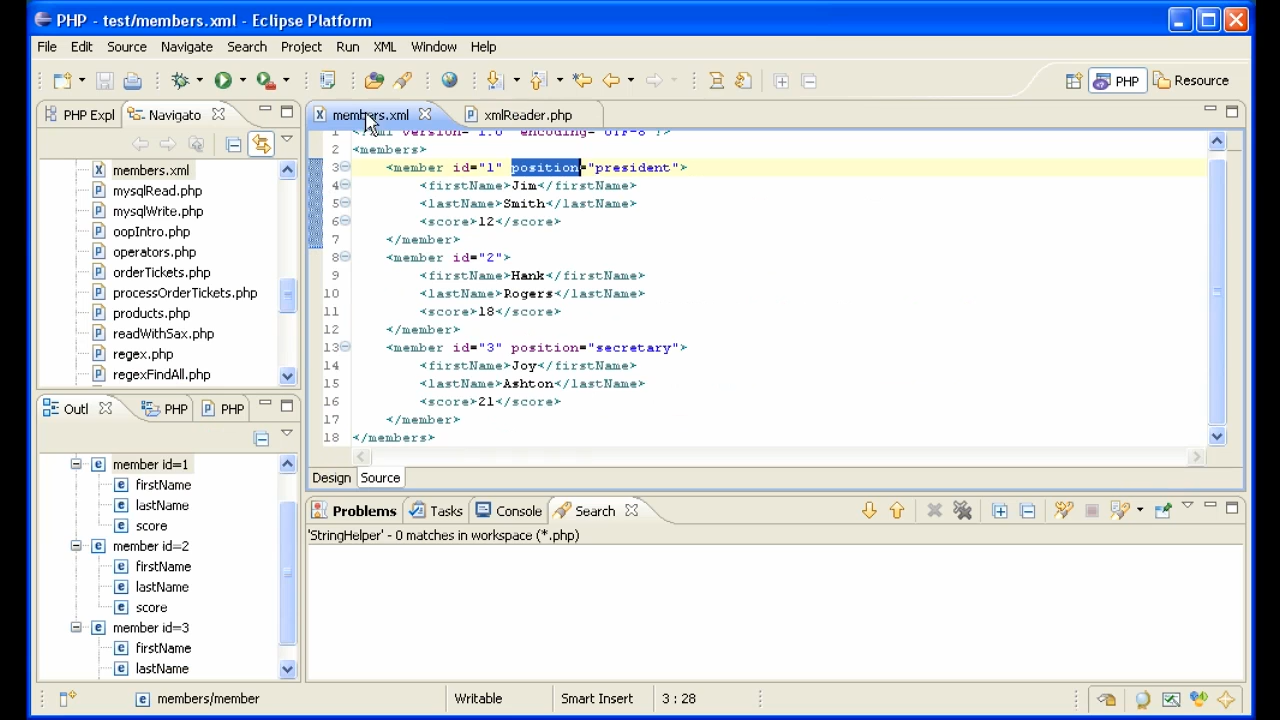 PHP - test/members.xml - Eclipse Platform
File Edit Source Navigate Search Project Run XML Window Help
PHP Resource
PHP Expl Navigato
members.xml xmlReader.php
members.xml
mysqlRead.php
mysqlWrite.php
oopIntro.php
operators.php
orderTickets.php
processOrderTickets.php
products.php
readWithSax.php
regex.php
regexFindAll.php
1 <?xml version="1.0" encoding="UTF-8"?>
2 <members>
3 <member id="1" position="president">
4 <firstName>Jim</firstName>
5 <lastName>Smith</lastName>
6 <score>12</score>
7 </member>
8 <member id="2">
9 <firstName>Hank</firstName>
10 <lastName>Rogers</lastName>
11 <score>18</score>
12 </member>
13 <member id="3" position="secretary">
14 <firstName>Joy</firstName>
15 <lastName>Ashton</lastName>
16 <score>21</score>
17 </member>
18 </members>
Design Source
Outl PHP PHP
member id=1
firstName
lastName
score
member id=2
firstName
lastName
score
member id=3
firstName
lastName
Problems Tasks Console Search
'StringHelper' - 0 matches in workspace (*.php)
members/member Writable Smart Insert 3 : 28